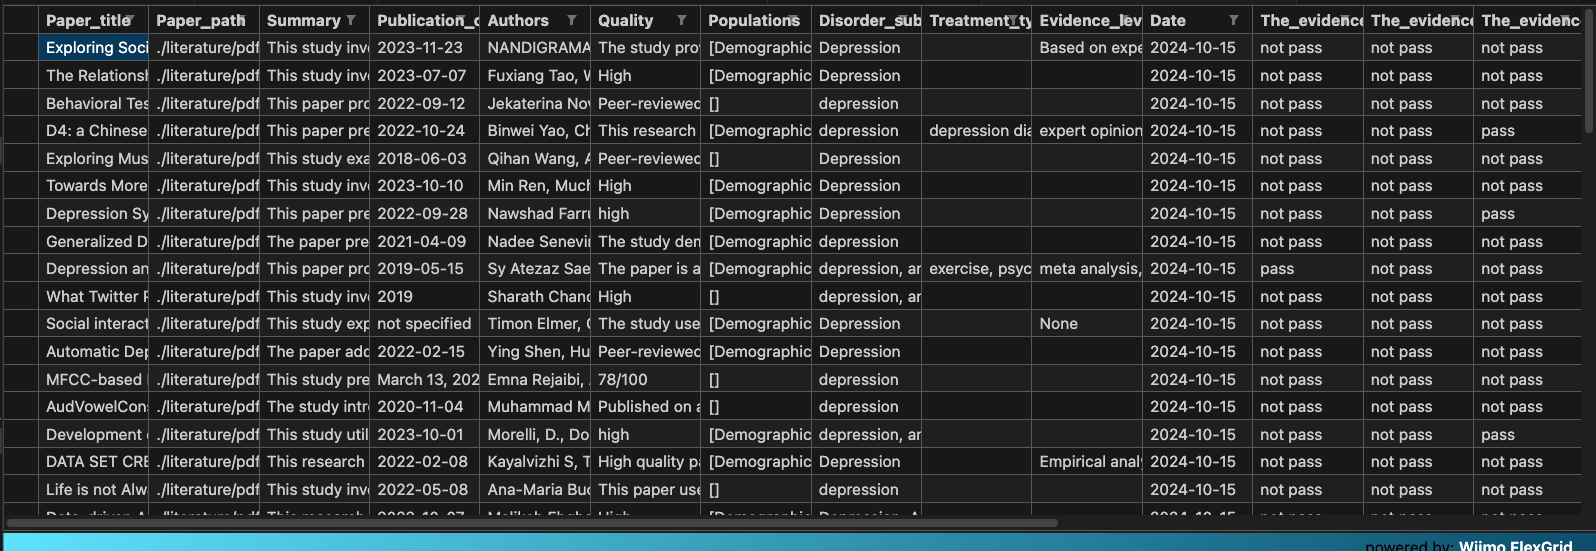 Paper_title Paper_path Summary Publication_d Authors Quality Populations Disorder_sub Treatment_ty Evidence_lev Date The_evidence The_evidence The_evidenc
Exploring Soci ./literature/pdf This study inv 2023-11-23 NANDIGRAMA The study pro [Demographic Depression Based on expe 2024-10-15 not pass not pass not pass
The Relationsh ./literature/pdf This study inv 2023-07-07 Fuxiang Tao, W High [Demographic Depression 2024-10-15 not pass not pass not pass
Behavioral Tes ./literature/pdf This paper pro 2022-09-12 Jekaterina Nov Peer-reviewed [] depression 2024-10-15 not pass not pass not pass
D4: a Chinese ./literature/pdf This paper pre 2022-10-24 Binwei Yao, Ch This research [Demographic depression depression dia expert opinion 2024-10-15 not pass not pass pass
Exploring Mus ./literature/pdf This study exa 2018-06-03 Qihan Wang, A Peer-reviewed [] Depression 2024-10-15 not pass not pass not pass
Towards More ./literature/pdf This study inv 2023-10-10 Min Ren, Much High [Demographic Depression 2024-10-15 not pass not pass not pass
Depression Sy ./literature/pdf This paper pre 2022-09-28 Nawshad Farru high [Demographic Depression 2024-10-15 not pass not pass pass
Generalized D ./literature/pdf The paper pre 2021-04-09 Nadee Senevir The study den [Demographic depression 2024-10-15 not pass not pass not pass
Depression an ./literature/pdf This paper pro 2019-05-15 Sy Atezaz Sae The paper is a [Demographic depression, an exercise, psyc meta analysis, 2024-10-15 pass not pass not pass
What Twitter P ./literature/pdf This study inv 2019 Sharath Chand High [] depression, an 2024-10-15 not pass not pass not pass
Social interact ./literature/pdf This study exp not specified Timon Elmer, The study use [Demographic Depression None 2024-10-15 not pass not pass not pass
Automatic Dep ./literature/pdf The paper add 2022-02-15 Ying Shen, Hu Peer-reviewed [Demographic Depression 2024-10-15 not pass not pass not pass
MFCC-based ./literature/pdf This study pre March 13, 202 Emna Rejaibi, 78/100 [] depression 2024-10-15 not pass not pass not pass
AudVowelCons ./literature/pdf The study intr 2020-11-04 Muhammad M Published on a [] depression 2024-10-15 not pass not pass not pass
Development ./literature/pdf This study util 2023-10-01 Morelli, D., Do high [Demographic depression, an 2024-10-15 not pass not pass pass
DATA SET CRE ./literature/pdf This research 2022-02-08 Kayalvizhi S, T High quality pa [Demographic Depression Empirical analy 2024-10-15 not pass not pass not pass
Life is not Alw ./literature/pdf This study inv 2022-05-08 Ana-Maria Buc This paper use [] depression 2024-10-15 not pass not pass not pass
powered by: Wijmo FlexGrid